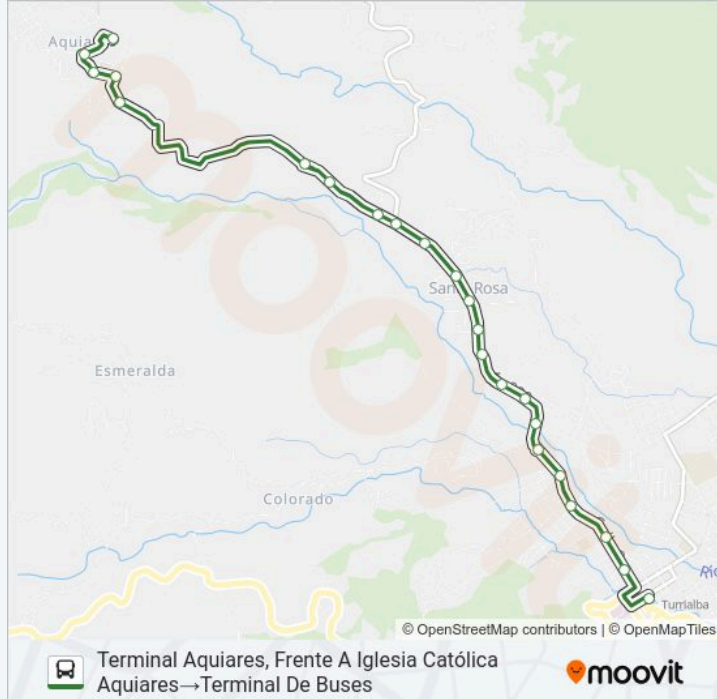 Aquia
Santa Rosa
Esmeralda
Colorado
Río
Turrialba
© OpenStreetMap contributors | © OpenMapTiles
Terminal Aquiares, Frente A Iglesia Católica
Aquiares→Terminal De Buses
moovit